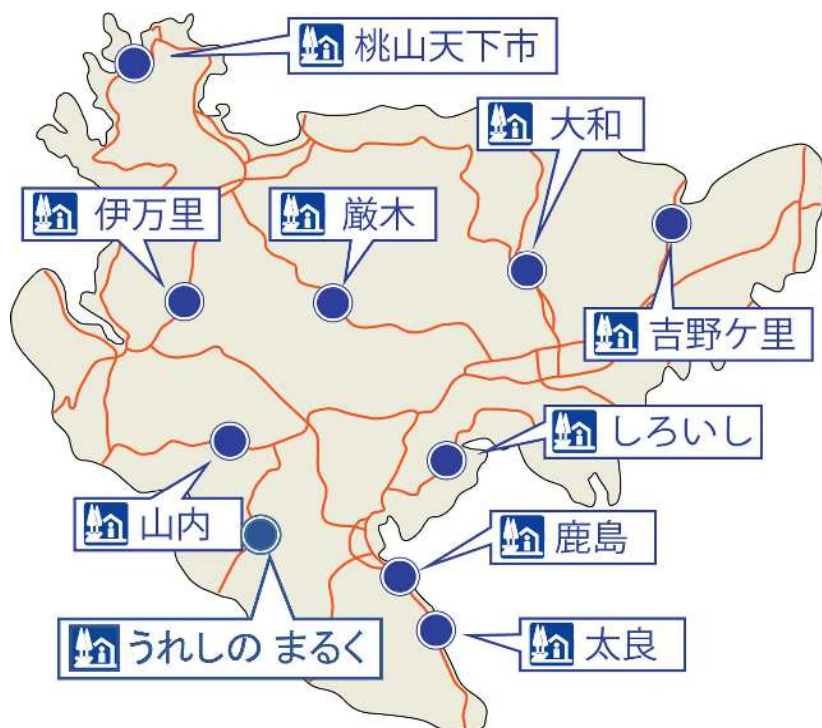 桃山天下市
大和
伊万里
厳木
吉野ケ里
しろいし
山内
鹿島
うれしの まるく
太良